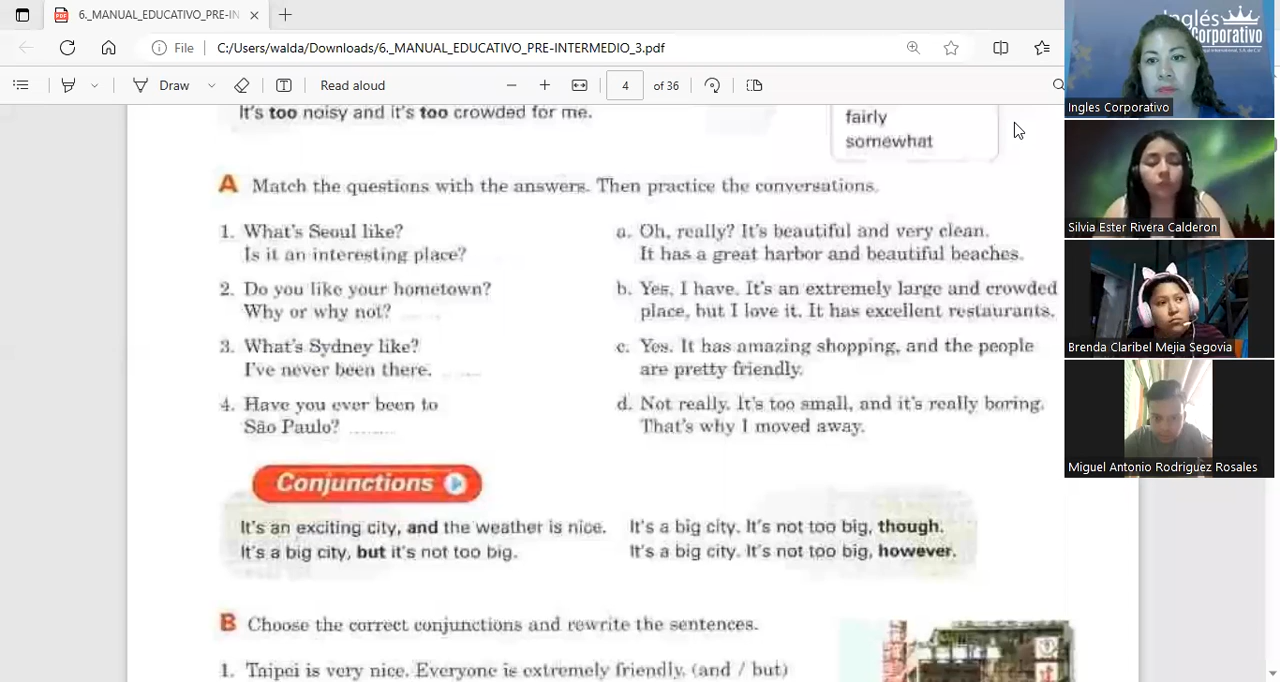 6._MANUAL_EDUCATIVO_PRE-IN
File
C:/Users/walda/Downloads/6._MANUAL_EDUCATIVO_PRE-INTERMEDIO_3.pdf
Draw
Read aloud
4
of 36
It's too noisy and it's too crowded for me.
fairly
somewhat
A Match the questions with the answers. Then practice the conversations.
1. What's Seoul like?
Is it an interesting place?
2. Do you like your hometown?
Why or why not?
3. What's Sydney like?
I've never been there.
4. Have you ever been to
São Paulo?
a. Oh, really? It's beautiful and very clean.
It has a great harbor and beautiful beaches.
b. Yes, I have. It's an extremely large and crowded
place, but I love it. It has excellent restaurants.
c. Yes. It has amazing shopping, and the people
are pretty friendly.
d. Not really. It's too small, and it's really boring.
That's why I moved away.
Conjunctions
It's an exciting city, and the weather is nice.
It's a big city, but it's not too big.
It's a big city. It's not too big, though.
It's a big city. It's not too big, however.
B Choose the correct conjunctions and rewrite the sentences.
1. Taipei is very nice. Everyone is extremely friendly. (and / but)
Inglés
Corporativo
Ingles Corporativo
Silvia Ester Rivera Calderon
Brenda Claribel Mejia Segovia
Miguel Antonio Rodriguez Rosales